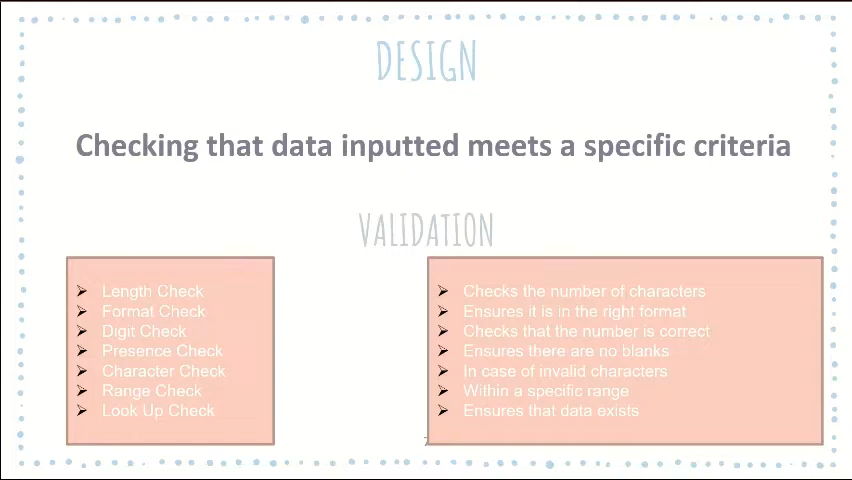 DESIGN
Checking that data inputted meets a specific criteria
VALIDATION
Length Check
Format Check
Digit Check
Presence Check
Character Check
Range Check
Look Up Check
Checks the number of characters
Ensures it is in the right format
Checks that the number is correct
Ensures there are no blanks
In case of invalid characters
Within a specific range
Ensures that data exists
7